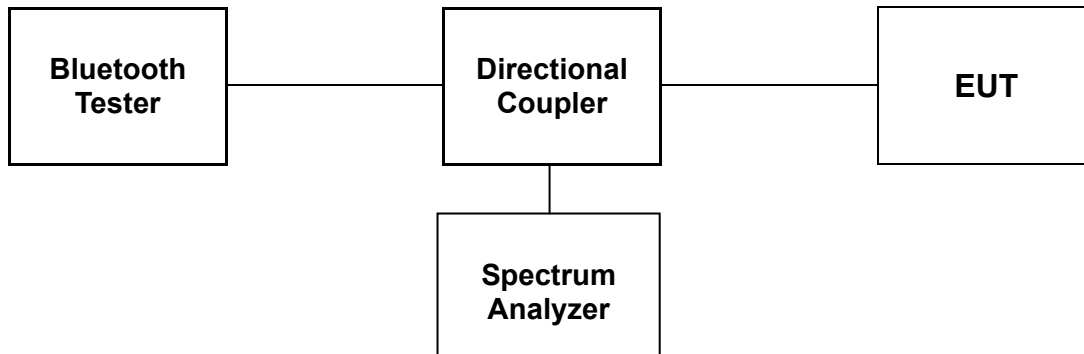 Bluetooth
Tester
Directional
Coupler
EUT
Spectrum
Analyzer